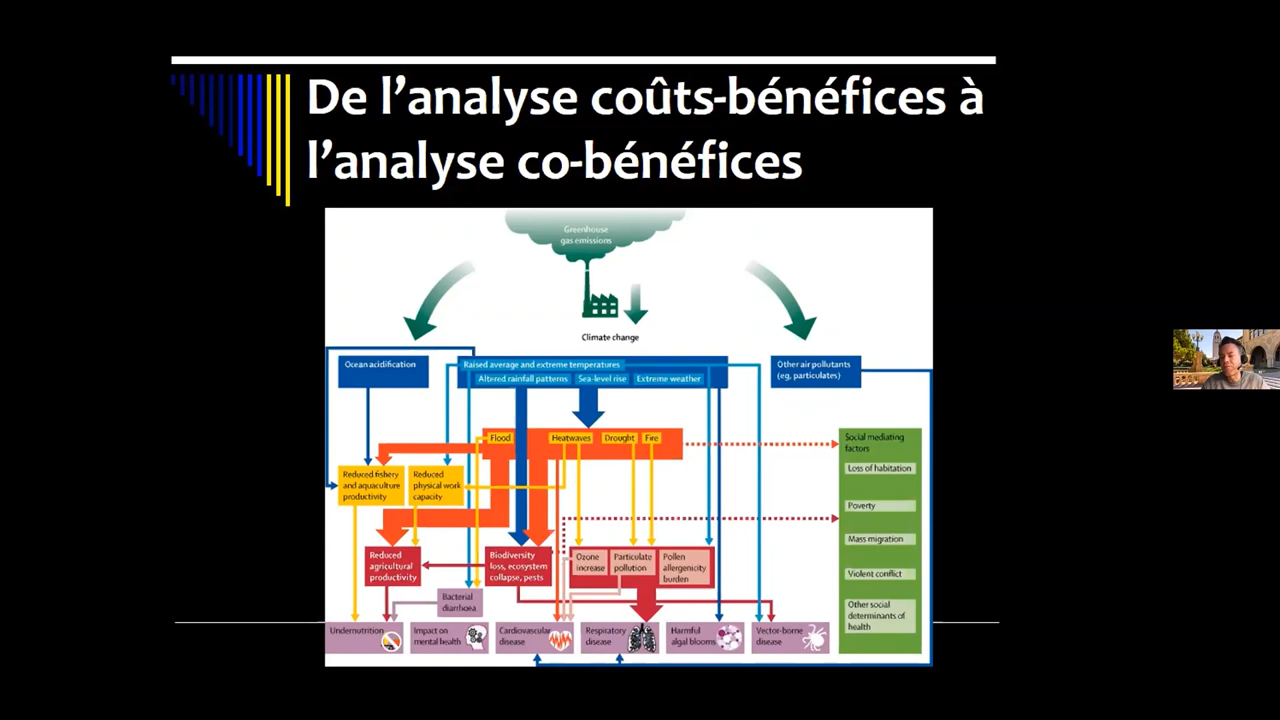 De l'analyse coûts-bénéfices à
l'analyse co-bénéfices
Greenhouse
gas emissions
Climate change
Ocean acidification
Raised average and extreme temperatures
Altered rainfall patterns
Sea-level rise
Extreme weather
Other air pollutants
(eg, particulates)
Flood
Heatwaves
Drought
Fire
Social mediating
factors
Loss of habitation
Poverty
Mass migration
Violent conflict
Other social
determinants of
health
Reduced fishery
and aquaculture
productivity
Reduced
physical work
capacity
Reduced
agricultural
productivity
Biodiversity
loss, ecosystem
collapse, pests
Ozone
increase
Particulate
pollution
Pollen
allergenicity
burden
Bacterial
diarrhoea
Undernutrition
Impact on
mental health
Cardiovascular
disease
Respiratory
disease
Harmful
algal blooms
Vector-borne
disease